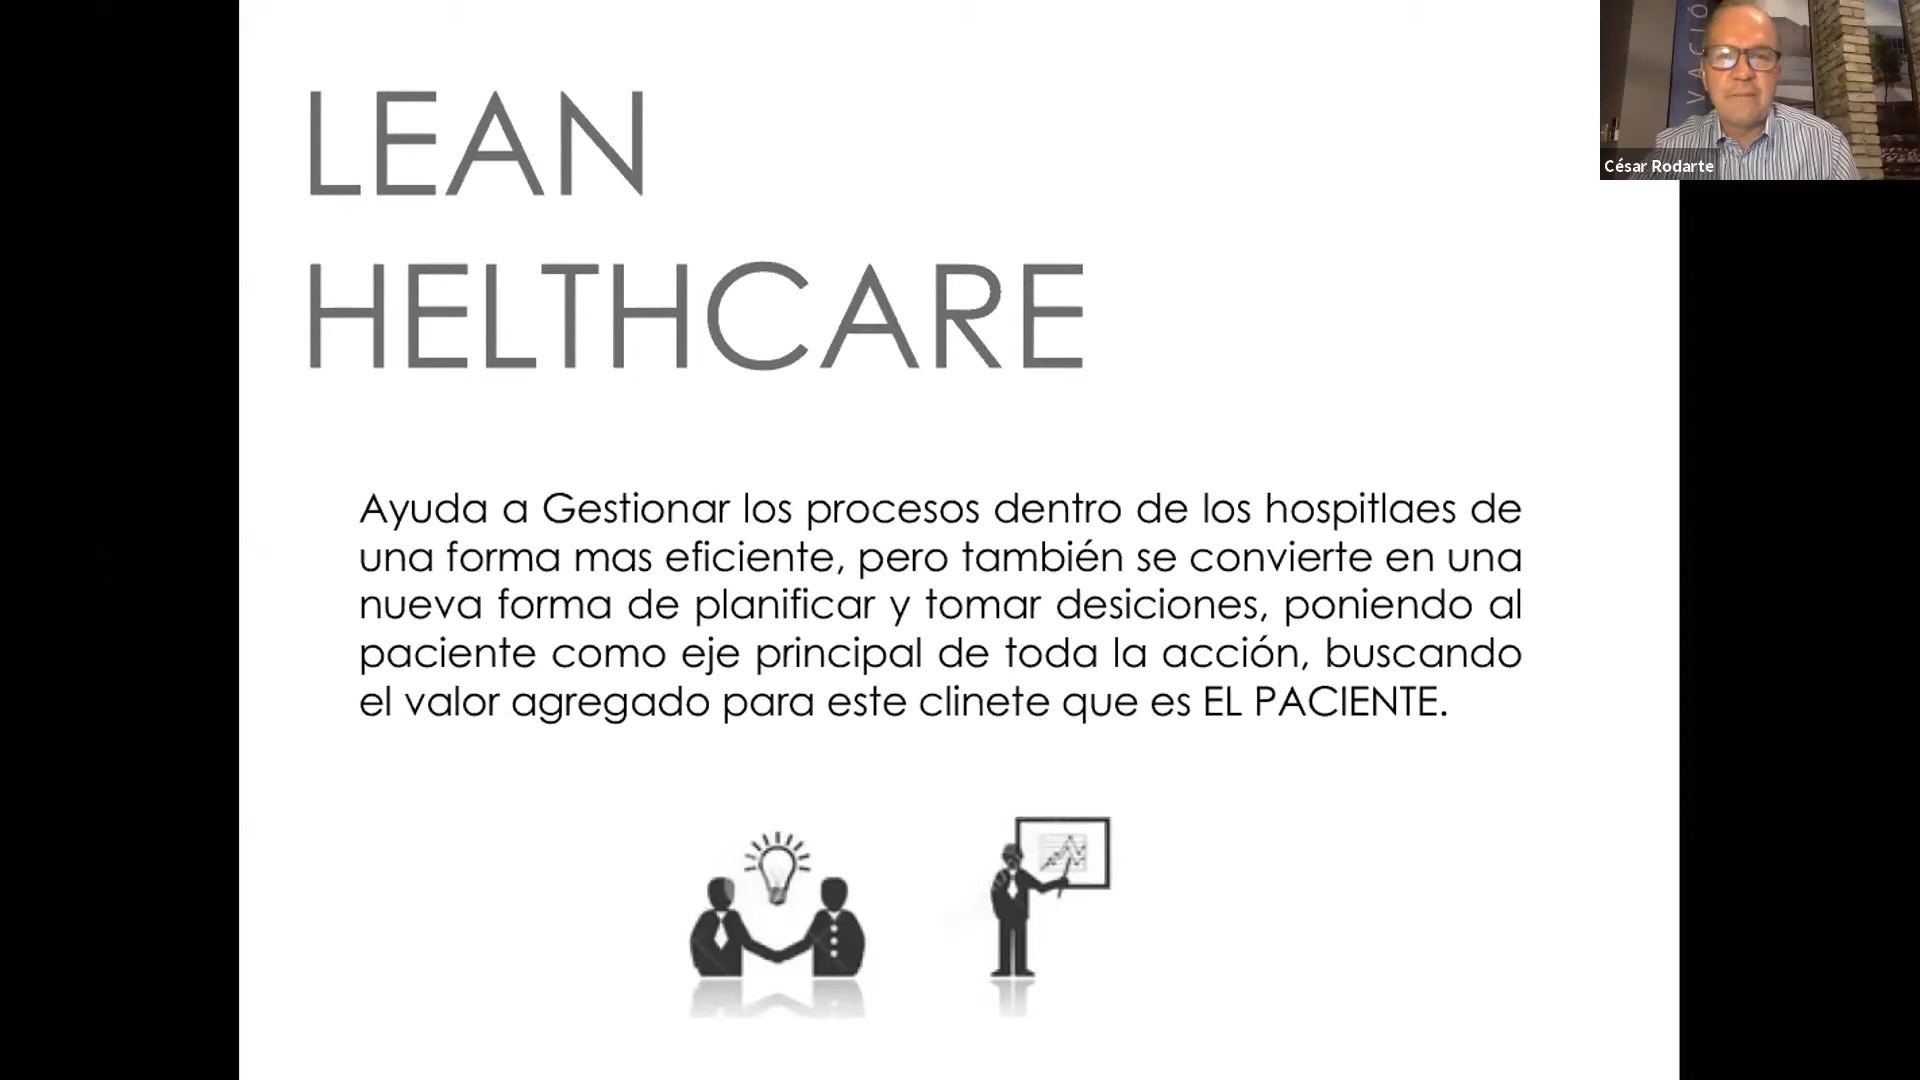 LEAN
HELTHCARE
Ayuda a Gestionar los procesos dentro de los hospitlaes de
una forma mas eficiente, pero también se convierte en una
nueva forma de planificar y tomar desiciones, poniendo al
paciente como eje principal de toda la acción, buscando
el valor agregado para este clinete que es EL PACIENTE.
VACIÓ
César Rodarte